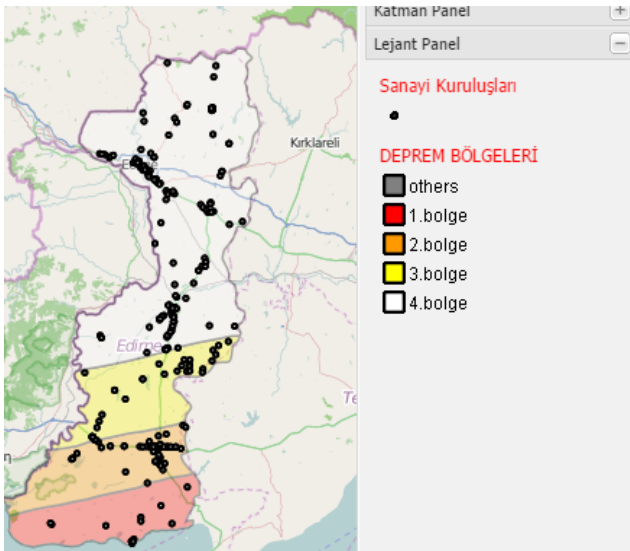 Katman Panel
Lejant Panel
Sanayi Kuruluşları
DEPREM BÖLGELERİ
others
1.bolge
2.bolge
3.bolge
4.bolge
Kırklareli
Edirne